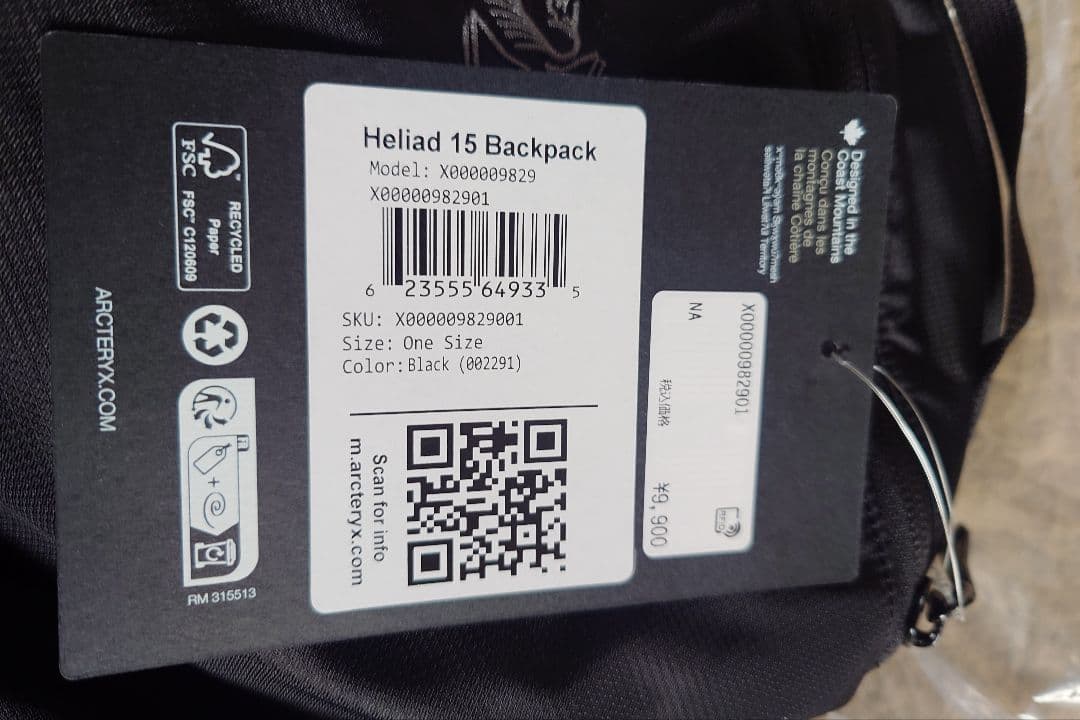 Heliad 15 Backpack
Model: X000009829
X00000982901
6 23555 64933 5
SKU: X000009829001
Size: One Size
Color: Black (002291)
Scan for info
m.arcteryx.com
RECYCLED
Paper
FSC
FSC® C120609
ARCTERYX.COM
RM 315513
Designed in the
Coast Mountains
Conçu dans les
montagnes de
la chaîne Côtière
X00000982901
NA
税込価格
¥9,900
RFID